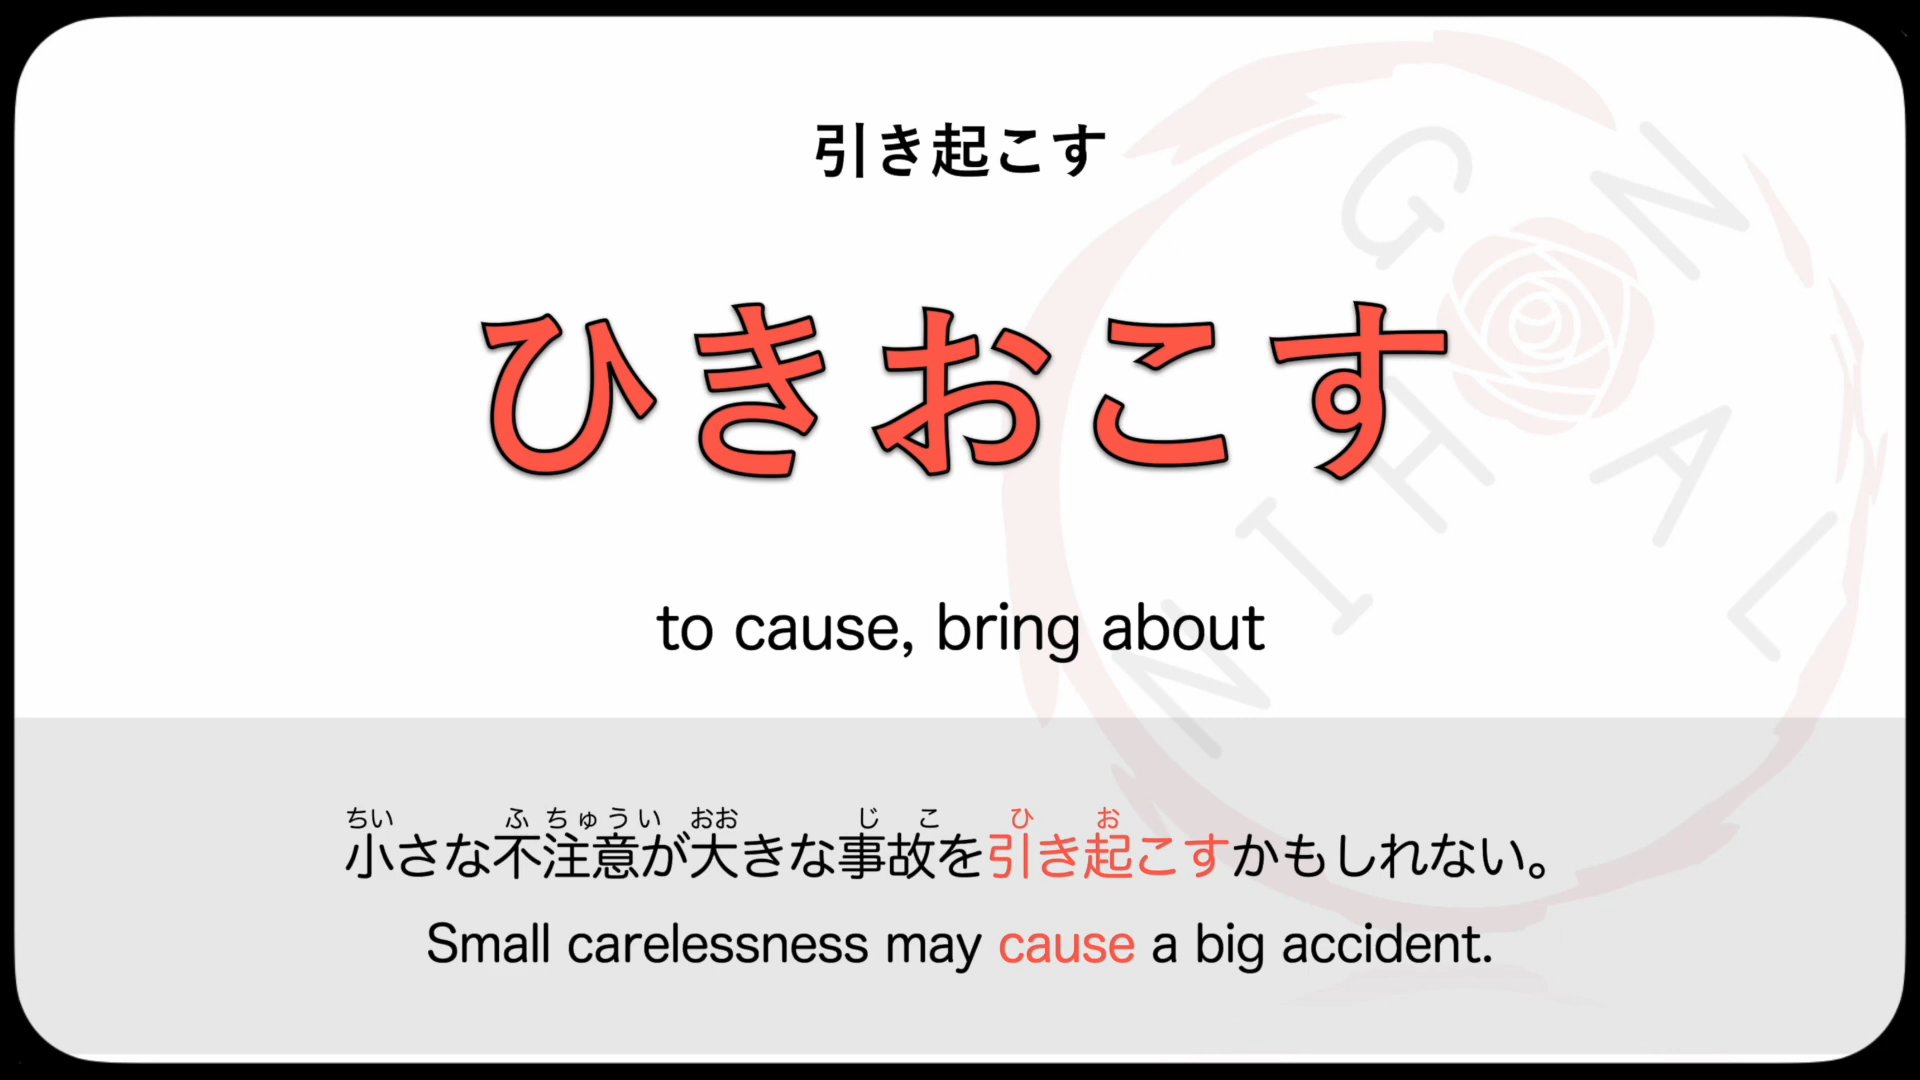 引き起こす
ひきおこす
to cause, bring about
ちい ふ ちゅう い おお じ こ ひ お
小さな不注意が大きな事故を引き起こすかもしれない。
Small carelessness may cause a big accident.
NIHONGAL